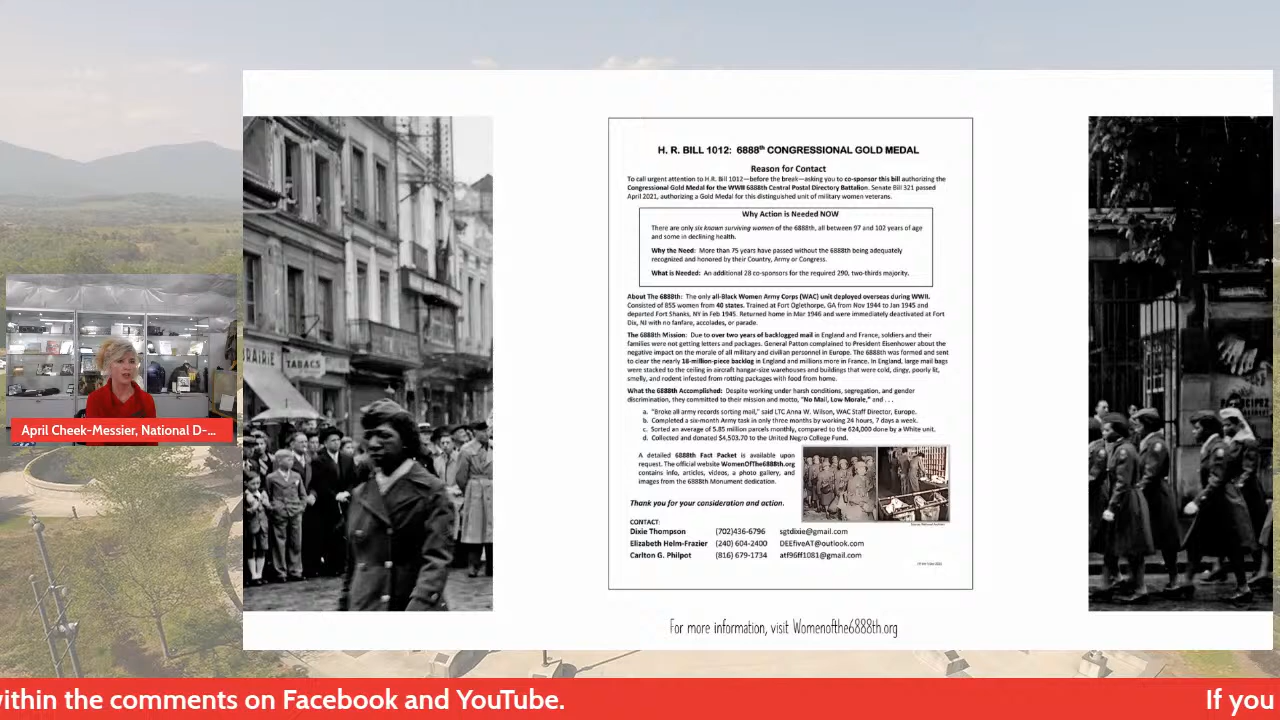 H. R. BILL 1012: 6888th CONGRESSIONAL GOLD MEDAL
Reason for Contact
To call urgent attention to H.R. Bill 1012—before the break—asking you to co-sponsor this bill authorizing the
Congressional Gold Medal for the WWII 6888th Central Postal Directory Battalion. Senate Bill 321 passed
April 2021, authorizing a Gold Medal for this distinguished unit of military women veterans.
Why Action is Needed NOW
There are only six known surviving women of the 6888th, all between 97 and 102 years of age
and some in declining health.
Why the Need: More than 75 years have passed without the 6888th being adequately
recognized and honored by their Country, Army or Congress.
What is Needed: An additional 28 co-sponsors for the required 290, two-thirds majority.
About The 6888th: The only all-Black Women Army Corps (WAC) unit deployed overseas during WWII.
Consisted of 855 women from 40 states. Trained at Fort Oglethorpe, GA from Nov 1944 to Jan 1945 and
departed Fort Shanks, NY in Feb 1945. Returned home in Mar 1946 and were immediately deactivated at Fort
Dix, NJ with no fanfare, accolades, or parade.
The 6888th Mission: Due to over two years of backlogged mail in England and France, soldiers and their
families were not getting letters and packages. General Patton complained to President Eisenhower about the
negative impact on the morale of all military and civilian personnel in Europe. The 6888th was formed and sent
to clear the nearly 18-million-piece backlog in England and millions more in France. In England, large mail bags
were stacked to the ceiling in aircraft hangar-size warehouses and buildings that were cold, dingy, poorly lit,
smelly, and rodent infested from rotting packages with food from home.
What the 6888th Accomplished: Despite working under harsh conditions, segregation, and gender
discrimination, they committed to their mission and motto, "No Mail, Low Morale," and . . .
a. "Broke all army records sorting mail," said LTC Anna W. Wilson, WAC Staff Director, Europe.
b. Completed a six-month Army task in only three months by working 24 hours, 7 days a week.
c. Sorted an average of 5.85 million parcels monthly, compared to the 624,000 done by a White unit.
d. Collected and donated $4,503.70 to the United Negro College Fund.
A detailed 6888th Fact Packet is available upon
request. The official website WomenOfThe6888th.org
contains info, articles, videos, a photo gallery, and
images from the 6888th Monument dedication.
Thank you for your consideration and action.
CONTACT:
Dixie Thompson (702)436-6796 sgtdixie@gmail.com
Elizabeth Helm-Frazier (240) 604-2400 DEEfiveAT@outlook.com
Carlton G. Philpot (816) 679-1734 atf96ff1081@gmail.com
For more information, visit Womenofthe6888th.org
BRAIRIE
TABACS
April Cheek-Messier, National D-...
within the comments on Facebook and YouTube.
If you